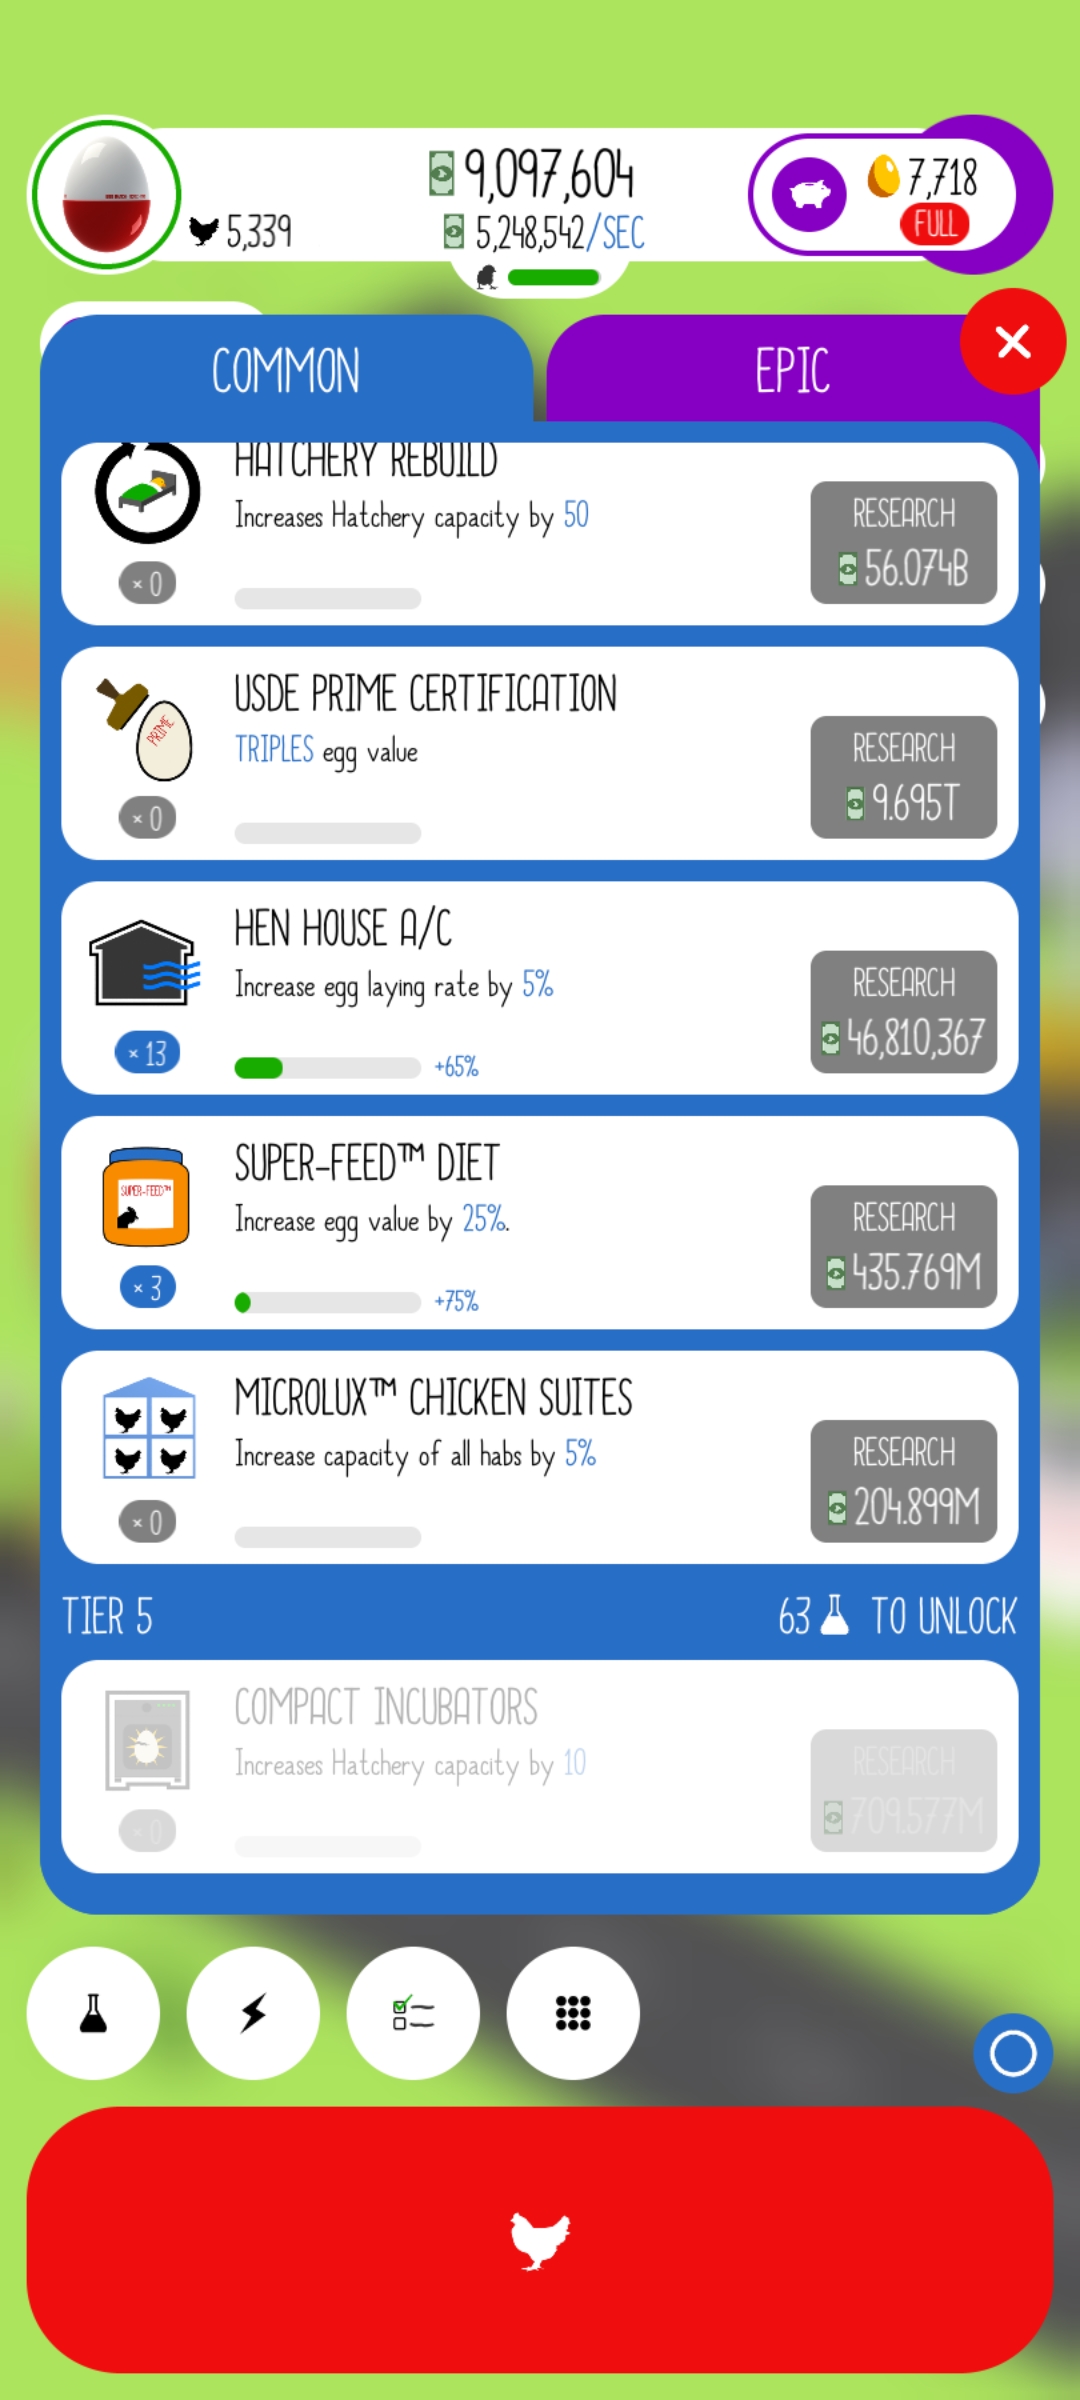 9,097,604
7,718
5,339
5,248,542/SEC
FULL
COMMON
EPIC
HATCHERY REBUILD
Increases Hatchery capacity by 50
RESEARCH
56.074B
× 0
USDE PRIME CERTIFICATION
TRIPLES egg value
PRIME
RESEARCH
9.695T
× 0
HEN HOUSE A/C
Increase egg laying rate by 5%
RESEARCH
46,810,367
× 13
+65%
SUPER-FEED™ DIET
Increase egg value by 25%.
SUPER-FEED™
RESEARCH
435.769M
× 3
+75%
MICROLUX™ CHICKEN SUITES
Increase capacity of all habs by 5%
RESEARCH
204.899M
× 0
TIER 5
63 TO UNLOCK
COMPACT INCUBATORS
Increases Hatchery capacity by 10
RESEARCH
709.577M
× 0